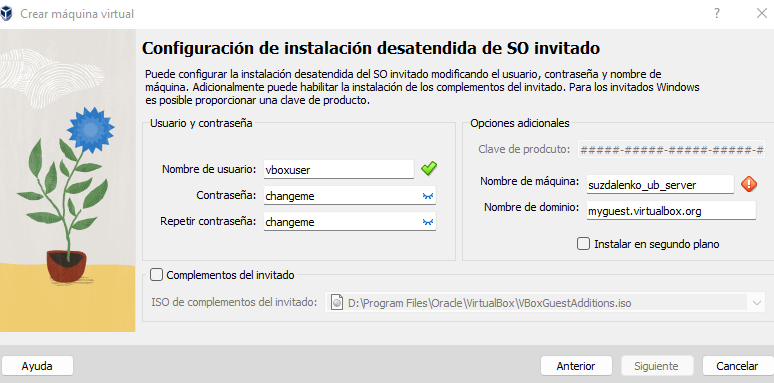 Crear máquina virtual
Configuración de instalación desatendida de SO invitado
Puede configurar la instalación desatendida del SO invitado modificando el usuario, contraseña y nombre de
máquina. Adicionalmente puede habilitar la instalación de los complementos del invitado. Para los invitados Windows
es posible proporcionar una clave de producto.
Usuario y contraseña
Nombre de usuario: vboxuser
Contraseña: changeme
Repetir contraseña: changeme
Opciones adicionales
Clave de prodcuto: #####-#####-#####-#####-#
Nombre de máquina: suzdalenko_ub_server
Nombre de dominio: myguest.virtualbox.org
Instalar en segundo plano
Complementos del invitado
ISO de complementos del invitado: D:\Program Files\Oracle\VirtualBox\VBoxGuestAdditions.iso
Ayuda
Anterior
Siguiente
Cancelar